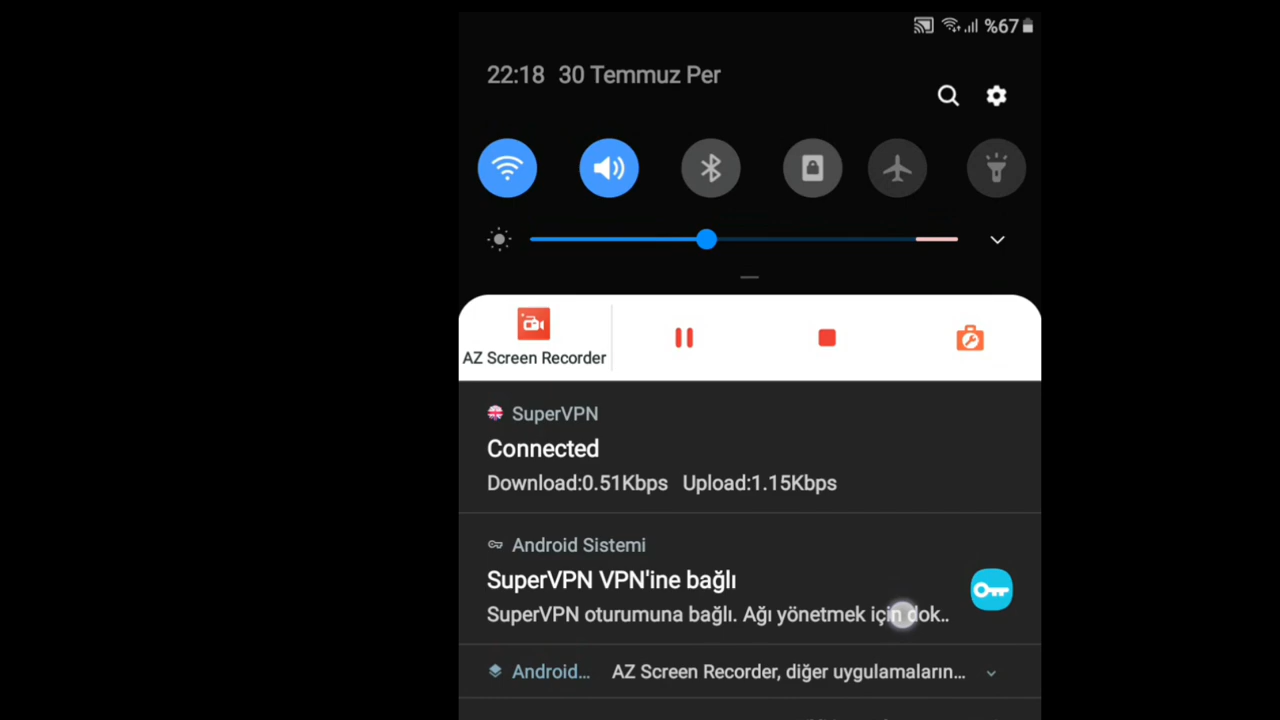 %67
22:18 30 Temmuz Per
AZ Screen Recorder
SuperVPN
Connected
Download:0.51Kbps Upload:1.15Kbps
Android Sistemi
SuperVPN VPN'ine bağlı
SuperVPN oturumuna bağlı. Ağı yönetmek için dok..
Android... AZ Screen Recorder, diğer uygulamaların...